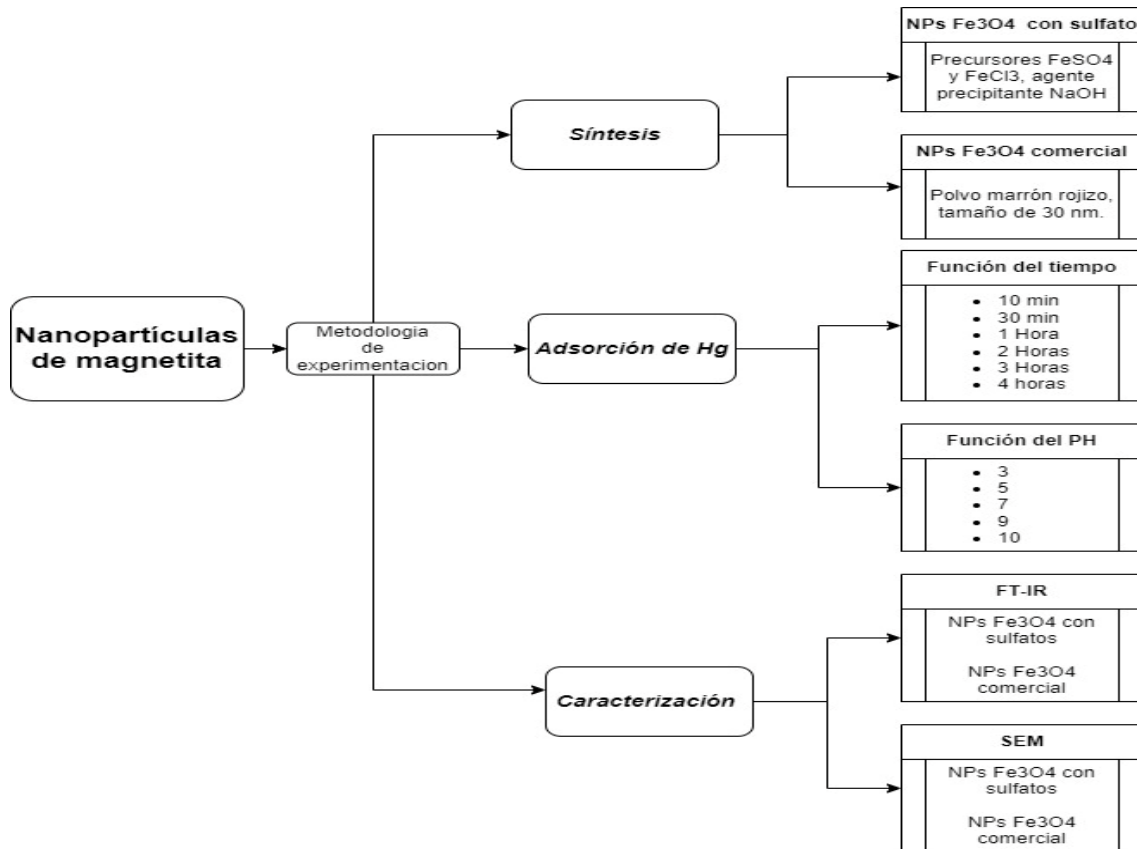 NPs Fe3O4 con sulfato
Precursores FeSO4
y FeCl3, agente
precipitante NaOH
Síntesis
NPs Fe3O4 comercial
Polvo marrón rojizo,
tamaño de 30 nm.
Nanopartículas
de magnetita
Metodologia
de
experimentacion
Adsorción de Hg
Función del tiempo
• 10 min
• 30 min
• 1 Hora
• 2 Horas
• 3 Horas
• 4 horas
Función del PH
• 3
• 5
• 7
• 9
• 10
Caracterización
FT-IR
NPs Fe3O4 con
sulfatos
NPs Fe3O4
comercial
SEM
NPs Fe3O4 con
sulfatos
NPs Fe3O4
comercial